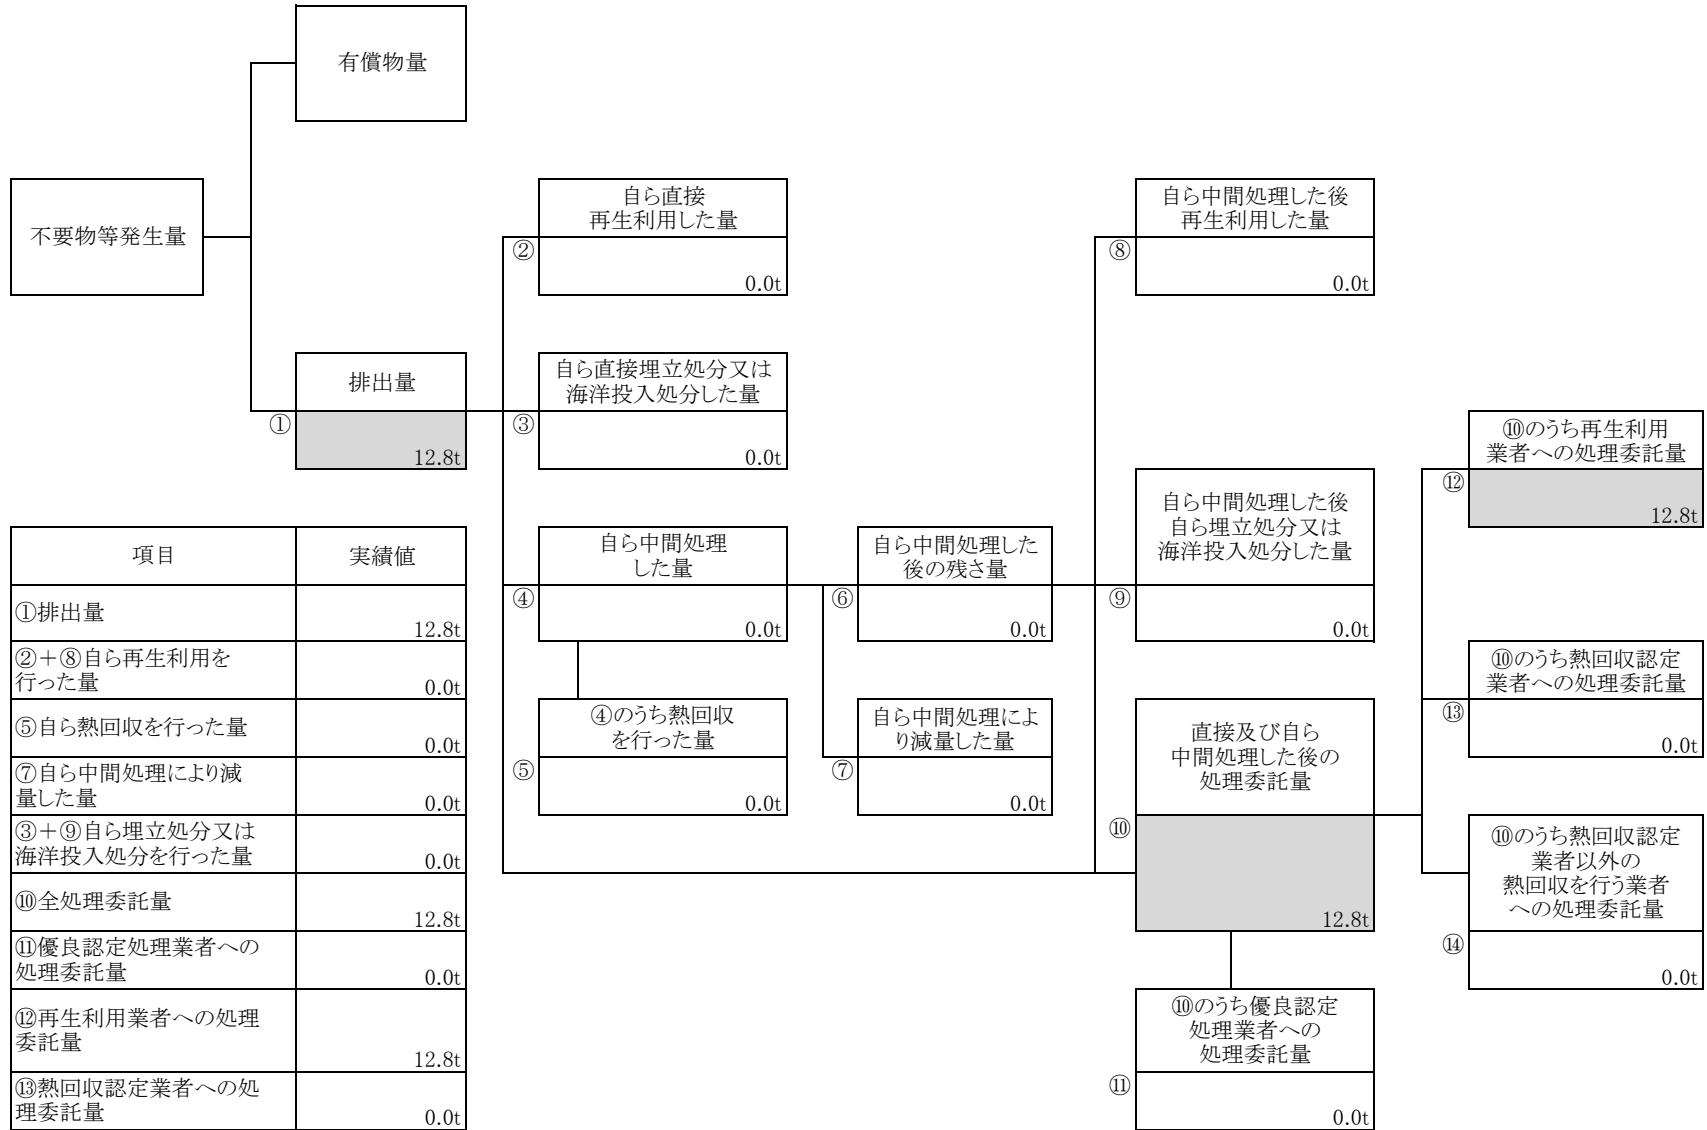 有償物量
不要物等発生量
排出量
①
12.8t
自ら直接
再生利用した量
②
0.0t
自ら直接埋立処分又は
海洋投入処分した量
③
0.0t
自ら中間処理
した量
④
0.0t
④のうち熱回収
を行った量
⑤
0.0t
自ら中間処理した
後の残さ量
⑥
0.0t
自ら中間処理によ
り減量した量
⑦
0.0t
自ら中間処理した後
再生利用した量
⑧
0.0t
自ら中間処理した後
自ら埋立処分又は
海洋投入処分した量
⑨
0.0t
直接及び自ら
中間処理した後の
処理委託量
⑩
12.8t
⑩のうち優良認定
処理業者への
処理委託量
⑪
0.0t
⑩のうち再生利用
業者への処理委託量
⑫
12.8t
⑩のうち熱回収認定
業者への処理委託量
⑬
0.0t
⑩のうち熱回収認定
業者以外の
熱回収を行う業者
への処理委託量
⑭
0.0t
項目 実績値
①排出量
12.8t
②＋⑧自ら再生利用を
行った量 0.0t
⑤自ら熱回収を行った量
0.0t
⑦自ら中間処理により減
量した量 0.0t
③＋⑨自ら埋立処分又は
海洋投入処分を行った量 0.0t
⑩全処理委託量
12.8t
⑪優良認定処理業者への
処理委託量 0.0t
⑫再生利用業者への処理
委託量
12.8t
⑬熱回収認定業者への処
理委託量 0.0t